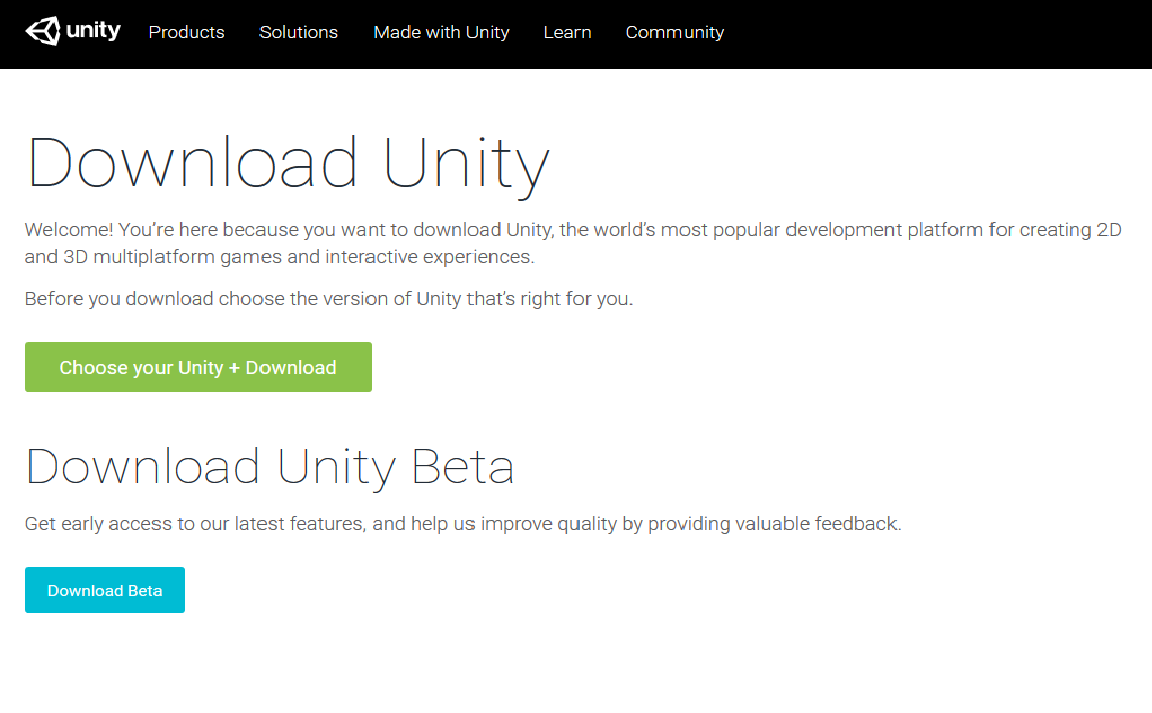 unity Products Solutions Made with Unity Learn Community
Download Unity
Welcome! You’re here because you want to download Unity, the world’s most popular development platform for creating 2D
and 3D multiplatform games and interactive experiences.
Before you download choose the version of Unity that’s right for you.
Choose your Unity + Download
Download Unity Beta
Get early access to our latest features, and help us improve quality by providing valuable feedback.
Download Beta